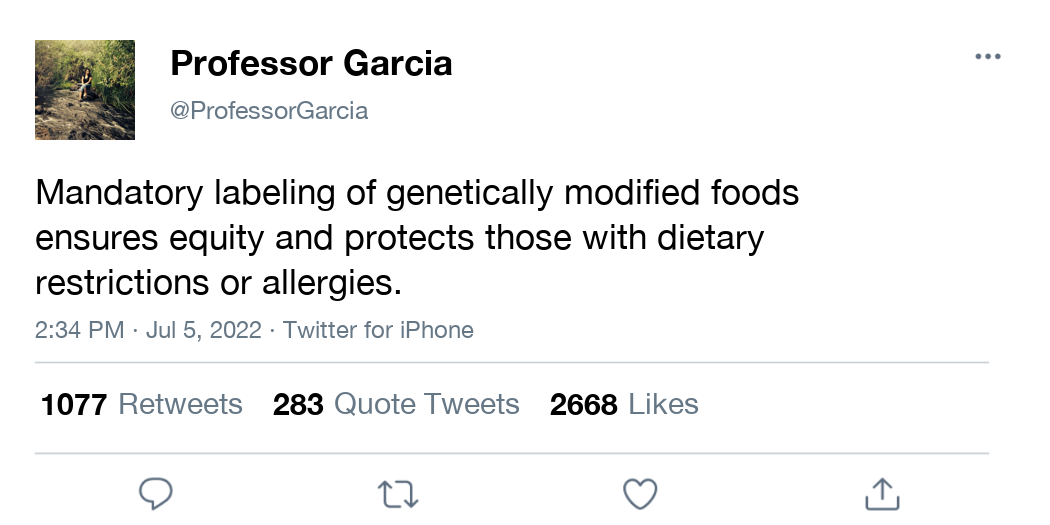 Professor Garcia
@ProfessorGarcia
Mandatory labeling of genetically modified foods
ensures equity and protects those with dietary
restrictions or allergies.
2:34 PM · Jul 5, 2022 · Twitter for iPhone
1077 Retweets 283 Quote Tweets 2668 Likes